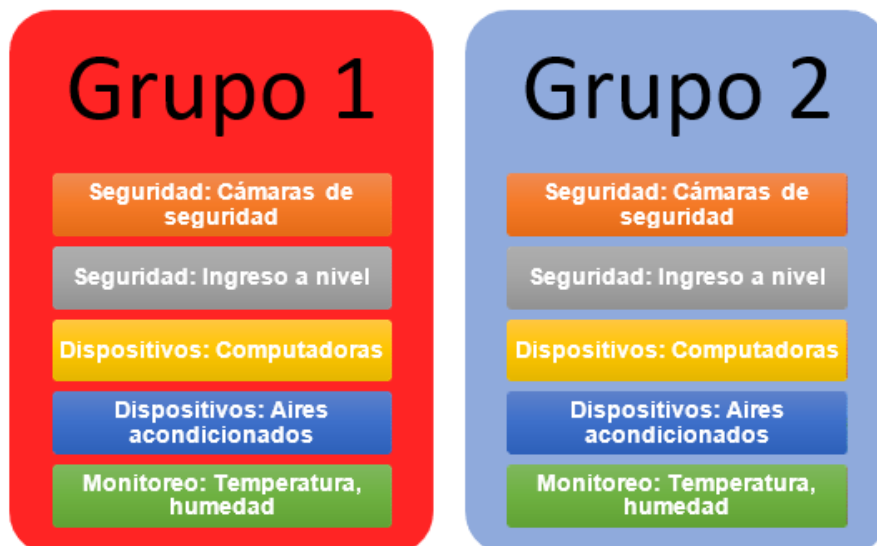 Grupo 1
Seguridad: Cámaras de
seguridad
Seguridad: Ingreso a nivel
Dispositivos: Computadoras
Dispositivos: Aires
acondicionados
Monitoreo: Temperatura,
humedad
Grupo 2
Seguridad: Cámaras de
seguridad
Seguridad: Ingreso a nivel
Dispositivos: Computadoras
Dispositivos: Aires
acondicionados
Monitoreo: Temperatura,
humedad